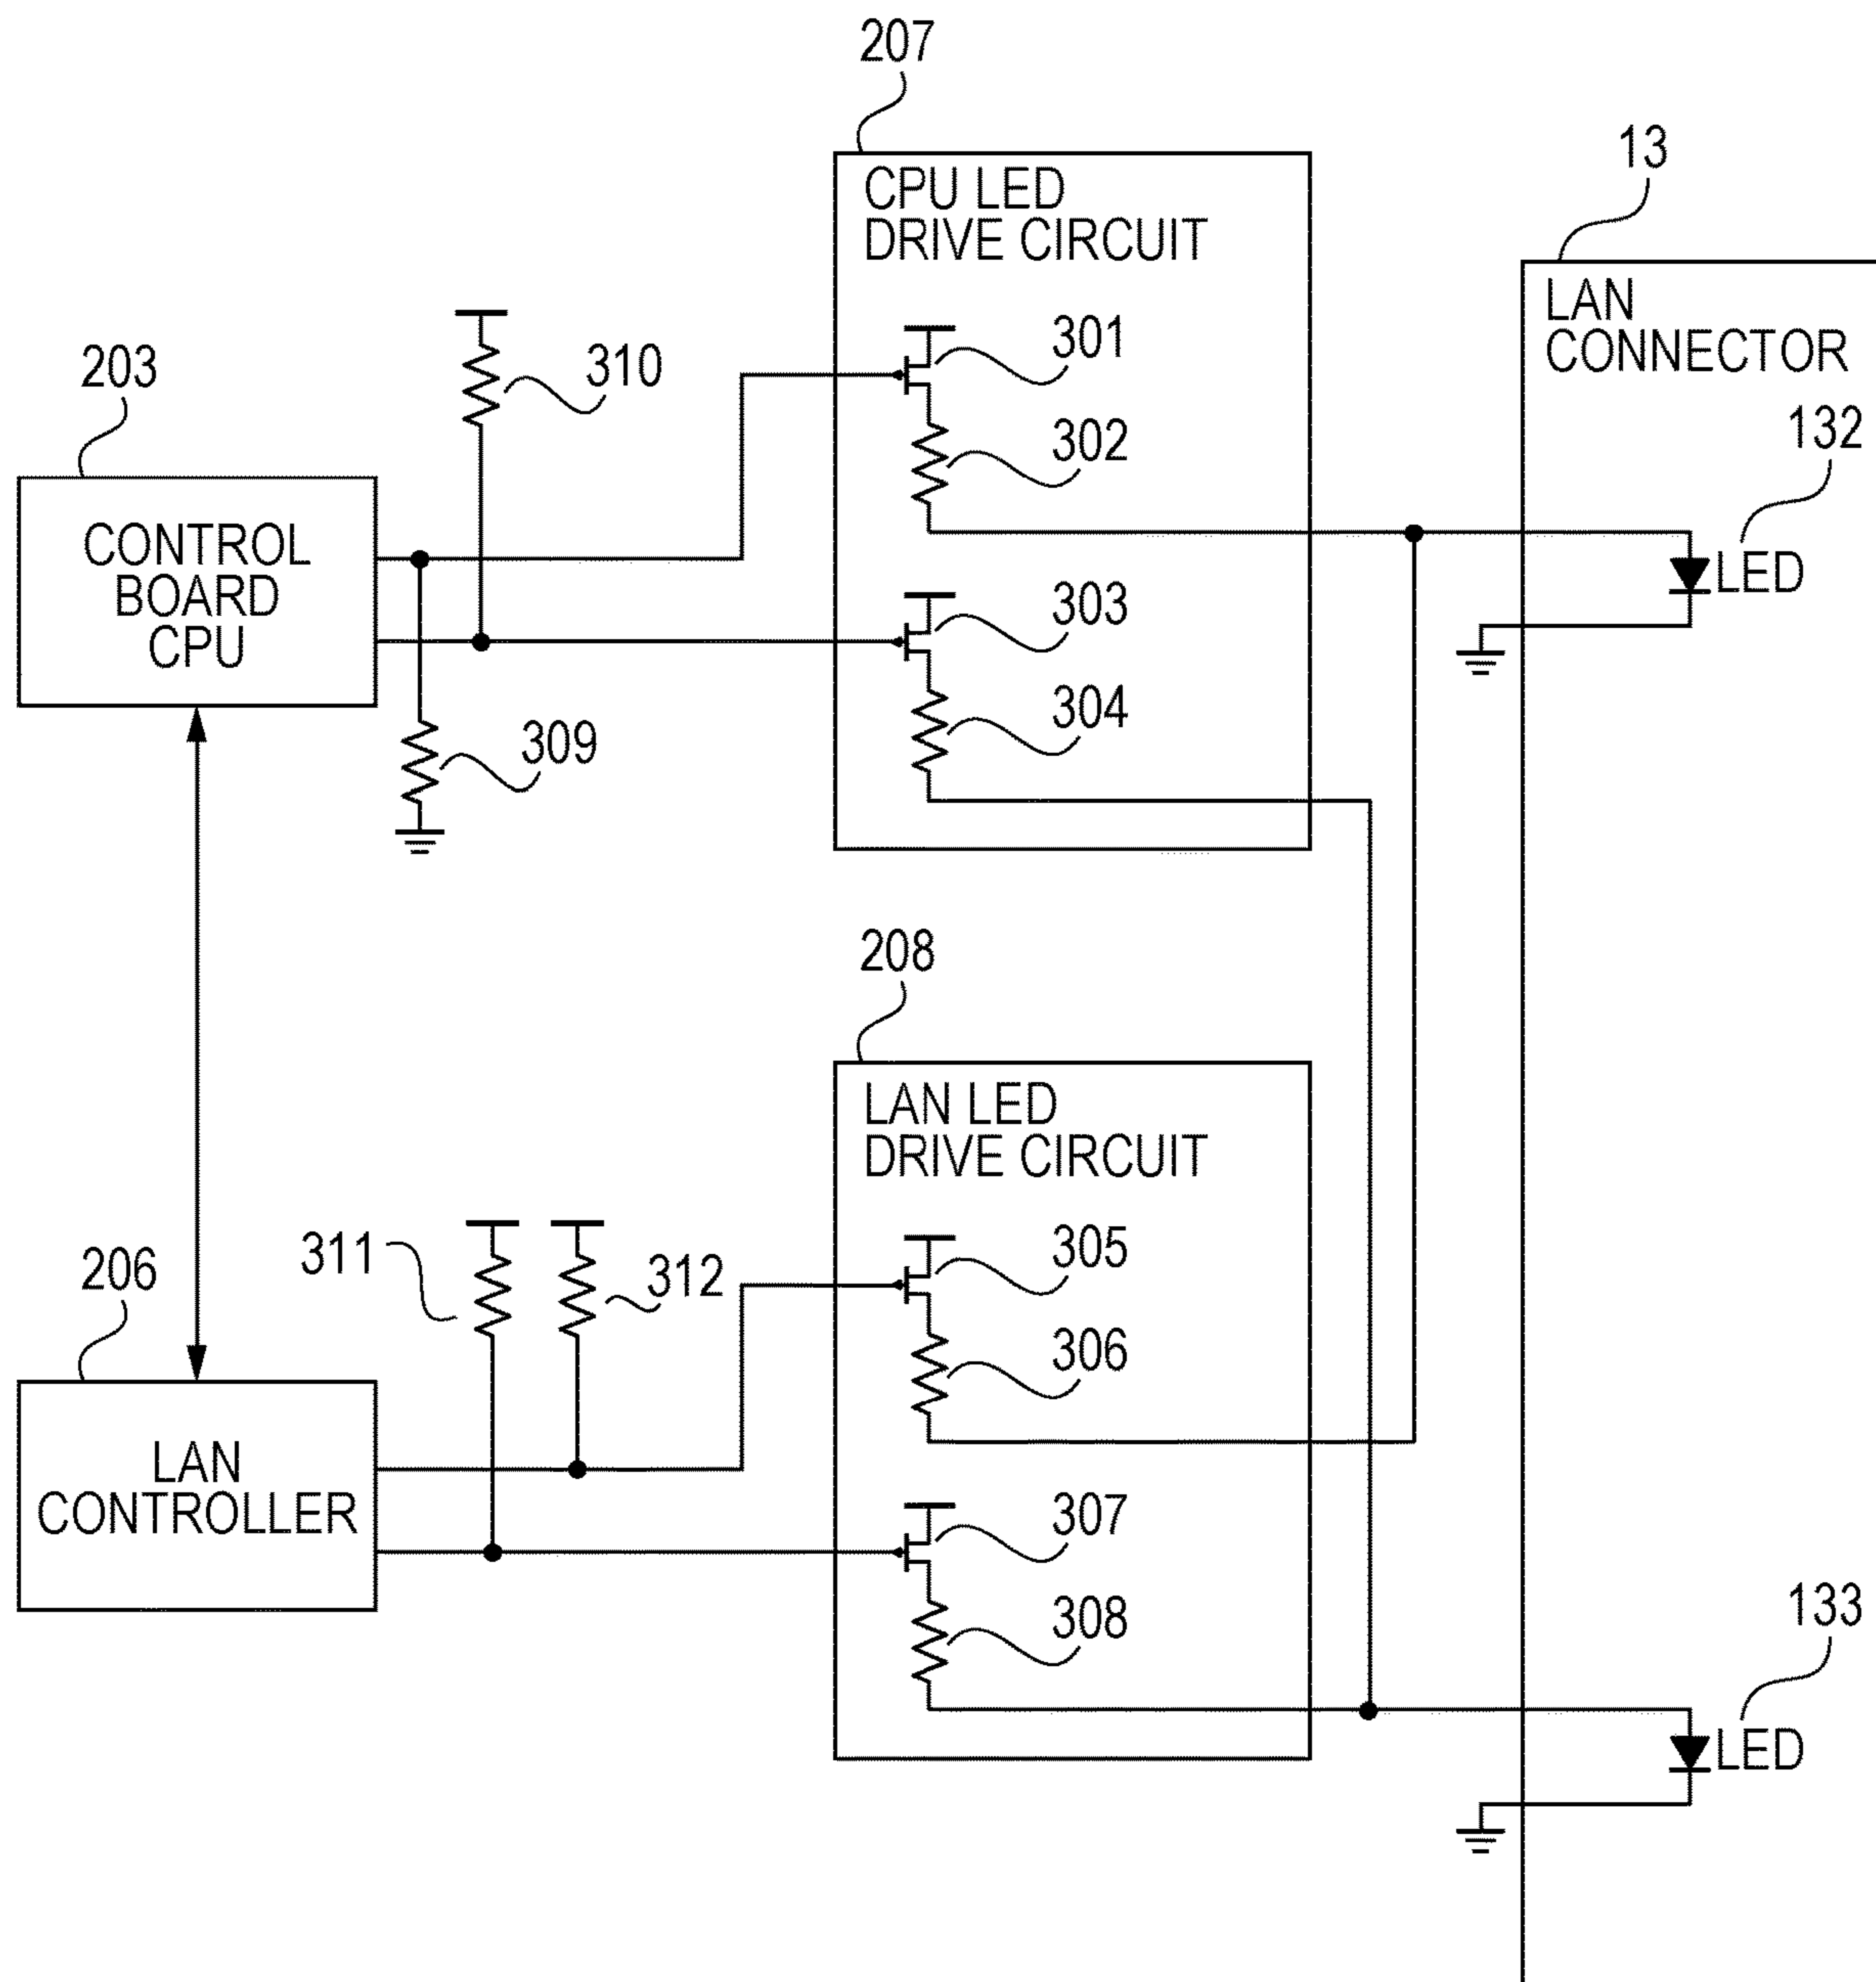 207
CPU LED
DRIVE CIRCUIT
13
LAN
CONNECTOR
301
310
203
302
132
CONTROL
BOARD
CPU
LED
303
304
309
208
LAN LED
DRIVE CIRCUIT
311
312
305
206
306
LAN
CONTROLLER
307
308
133
LED